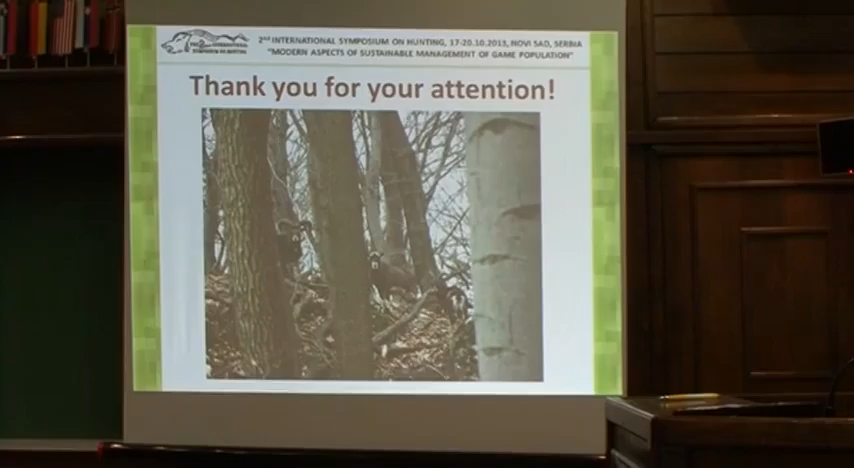 2nd INTERNATIONAL SYMPOSIUM ON HUNTING, 17-20.10.2013, NOVI SAD, SERBIA
"MODERN ASPECTS OF SUSTAINABLE MANAGEMENT OF GAME POPULATION"
Thank you for your attention!